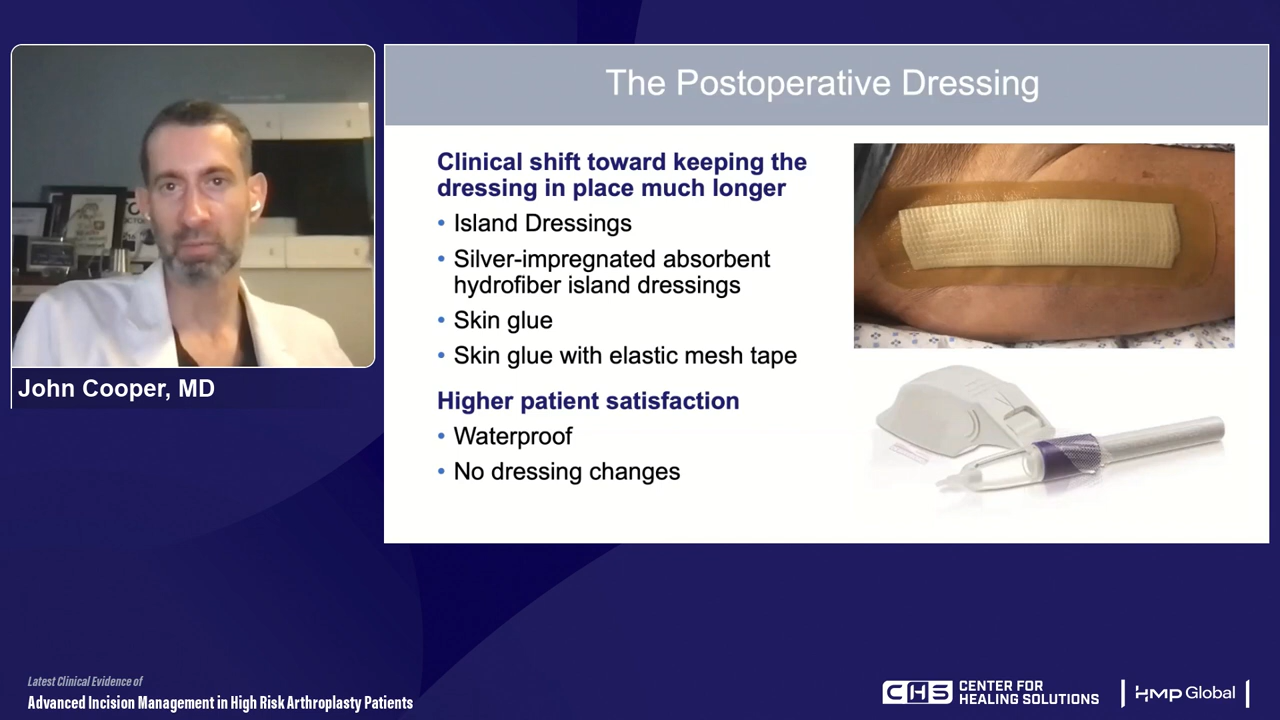 The Postoperative Dressing
Clinical shift toward keeping the
dressing in place much longer
• Island Dressings
• Silver-impregnated absorbent
hydrofiber island dressings
• Skin glue
• Skin glue with elastic mesh tape
Higher patient satisfaction
• Waterproof
• No dressing changes
John Cooper, MD
Latest Clinical Evidence of
Advanced Incision Management in High Risk Arthroplasty Patients
CHS
CENTER FOR
HEALING SOLUTIONS
HMP Global